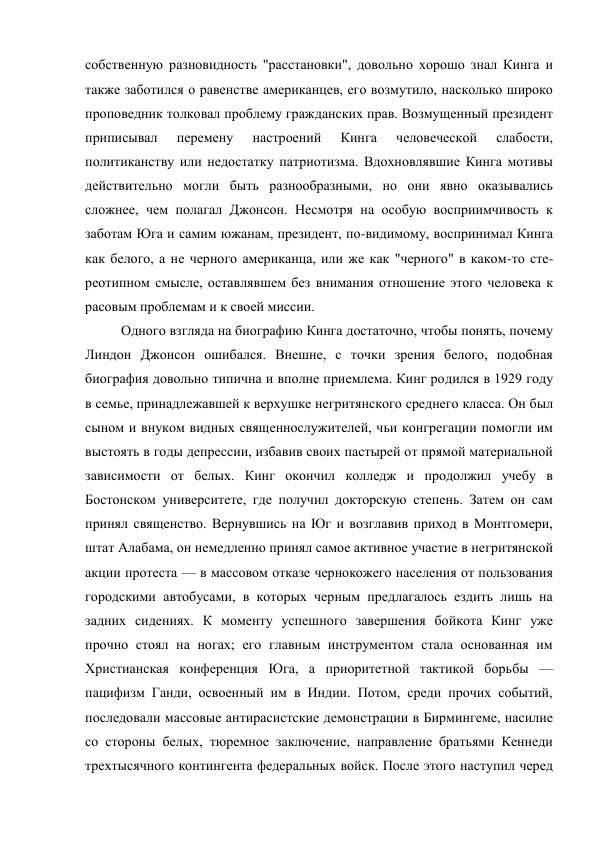 собственную разновидность "расстановки", довольно хорошо знал Кинга и
также заботился о равенстве американцев, его возмутило, насколько широко
проповедник толковал проблему гражданских прав. Возмущенный президент
приписывал перемену настроений Кинга человеческой слабости,
политиканству или недостатку патриотизма. Вдохновлявшие Кинга мотивы
действительно могли быть разнообразными, но они явно оказывались
сложнее, чем полагал Джонсон. Несмотря на особую восприимчивость к
заботам Юга и самим южанам, президент, по-видимому, воспринимал Кинга
как белого, а не черного американца, или же как "черного" в каком-то сте-
реотипном смысле, оставлявшем без внимания отношение этого человека к
расовым проблемам и к своей миссии.
Одного взгляда на биографию Кинга достаточно, чтобы понять, почему
Линдон Джонсон ошибался. Внешне, с точки зрения белого, подобная
биография довольно типична и вполне приемлема. Кинг родился в 1929 году
в семье, принадлежавшей к верхушке негритянского среднего класса. Он был
сыном и внуком видных священнослужителей, чьи конгрегации помогли им
выстоять в годы депрессии, избавив своих пастырей от прямой материальной
зависимости от белых. Кинг окончил колледж и продолжил учебу в
Бостонском университете, где получил докторскую степень. Затем он сам
принял священство. Вернувшись на Юг и возглавив приход в Монтгомери,
штат Алабама, он немедленно принял самое активное участие в негритянской
акции протеста — в массовом отказе чернокожего населения от пользования
городскими автобусами, в которых черным предлагалось ездить лишь на
задних сидениях. К моменту успешного завершения бойкота Кинг уже
прочно стоял на ногах; его главным инструментом стала основанная им
Христианская конференция Юга, а приоритетной тактикой борьбы —
пацифизм Ганди, освоенный им в Индии. Потом, среди прочих событий,
последовали массовые антирасистские демонстрации в Бирмингеме, насилие
со стороны белых, тюремное заключение, направление братьями Кеннеди
трехтысячного контингента федеральных войск. После этого наступил черед